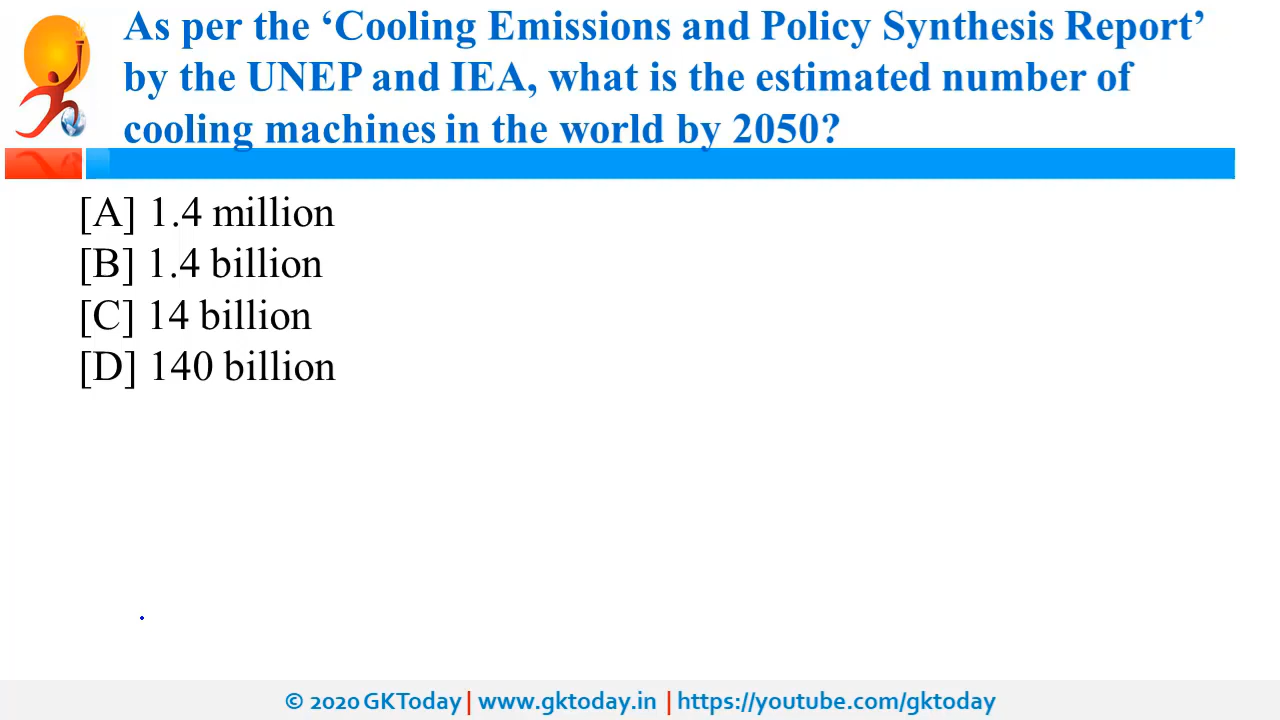 As per the ‘Cooling Emissions and Policy Synthesis Report’
by the UNEP and IEA, what is the estimated number of
cooling machines in the world by 2050?
[A] 1.4 million
[B] 1.4 billion
[C] 14 billion
[D] 140 billion
© 2020 GKToday | www.gktoday.in | https://youtube.com/gktoday